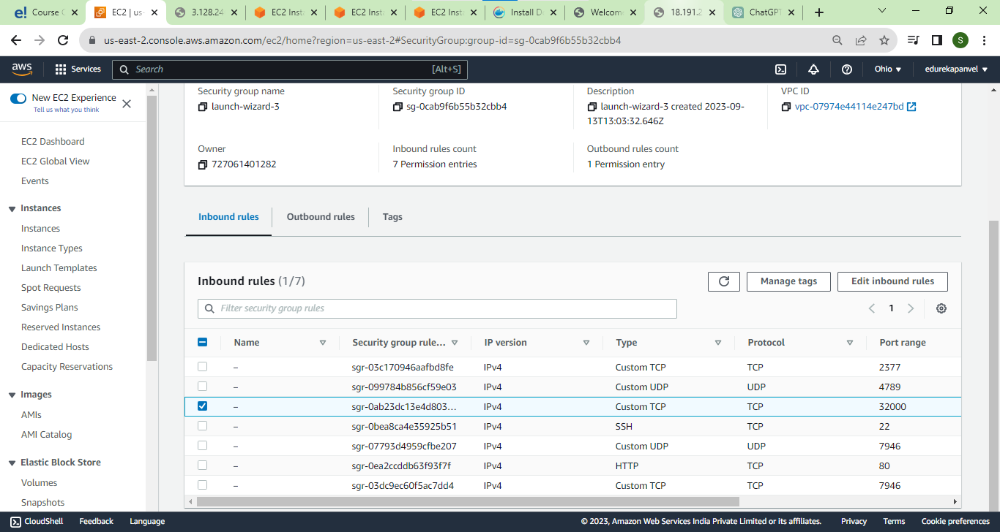 e! Course C
EC2 | us-
3.128.24
EC2 Inst
EC2 Inst
EC2 Inst
Install D
Welcome
18.191.2
ChatGPT
us-east-2.console.aws.amazon.com/ec2/home?region=us-east-2#SecurityGroup:group-id=sg-0cab9f6b55b32cbb4
S
aws
Services
Search
[Alt+S]
Ohio
edurekapanvel
New EC2 Experience
Tell us what you think
EC2 Dashboard
EC2 Global View
Events
Instances
Instances
Instance Types
Launch Templates
Spot Requests
Savings Plans
Reserved Instances
Dedicated Hosts
Capacity Reservations
Images
AMIs
AMI Catalog
Elastic Block Store
Volumes
Snapshots
Security group name
launch-wizard-3
Security group ID
sg-0cab9f6b55b32cbb4
Description
launch-wizard-3 created 2023-09-
13T13:03:32.646Z
VPC ID
vpc-07974e44114e247bd
Owner
727061401282
Inbound rules count
7 Permission entries
Outbound rules count
1 Permission entry
Inbound rules
Outbound rules
Tags
Inbound rules (1/7)
Manage tags
Edit inbound rules
Filter security group rules
1
Name Security group rule... IP version Type Protocol Port range
– sgr-03c170946aafbd8fe IPv4 Custom TCP TCP 2377
– sgr-099784b856cf59e03 IPv4 Custom UDP UDP 4789
– sgr-0ab23dc13e4d803... IPv4 Custom TCP TCP 32000
– sgr-0bea8ca4e35925b51 IPv4 SSH TCP 22
– sgr-07793d4959cfbe207 IPv4 Custom UDP UDP 7946
– sgr-0ea2ccddb63f93f7f IPv4 HTTP TCP 80
– sgr-03dc9ec60f5ac7dd4 IPv4 Custom TCP TCP 7946
CloudShell
Feedback
Language
© 2023, Amazon Web Services India Private Limited or its affiliates.
Privacy
Terms
Cookie preferences